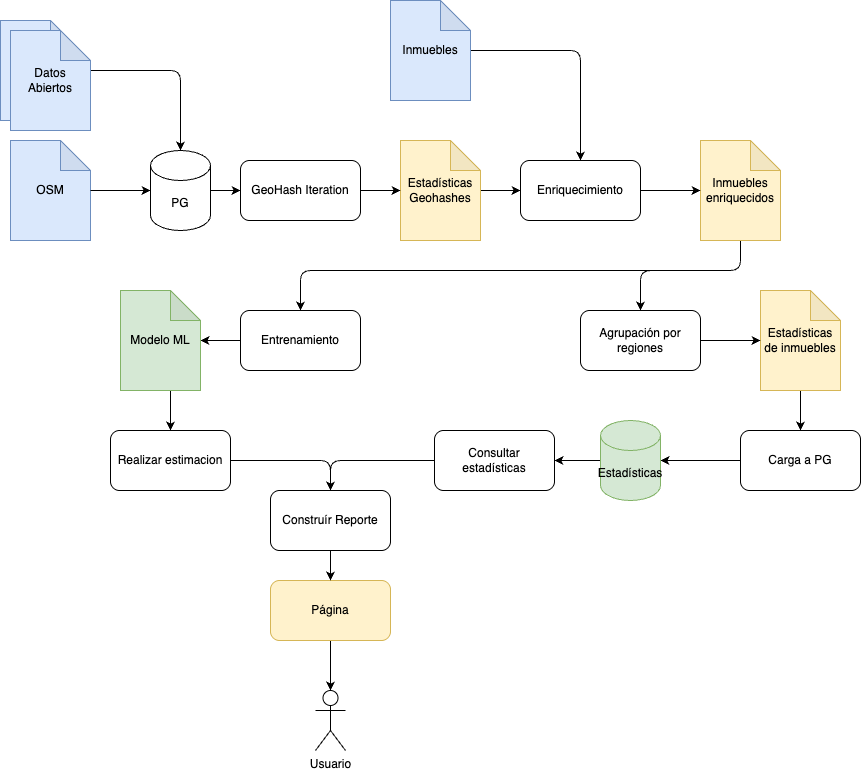 Inmuebles
Datos
Abiertos
OSM
PG
GeoHash Iteration
Estadísticas
Geohashes
Enriquecimiento
Inmuebles
enriquecidos
Modelo ML
Entrenamiento
Agrupación por
regiones
Estadísticas
de inmuebles
Realizar estimacion
Consultar
estadísticas
Estadísticas
Carga a PG
Construír Reporte
Página
Usuario